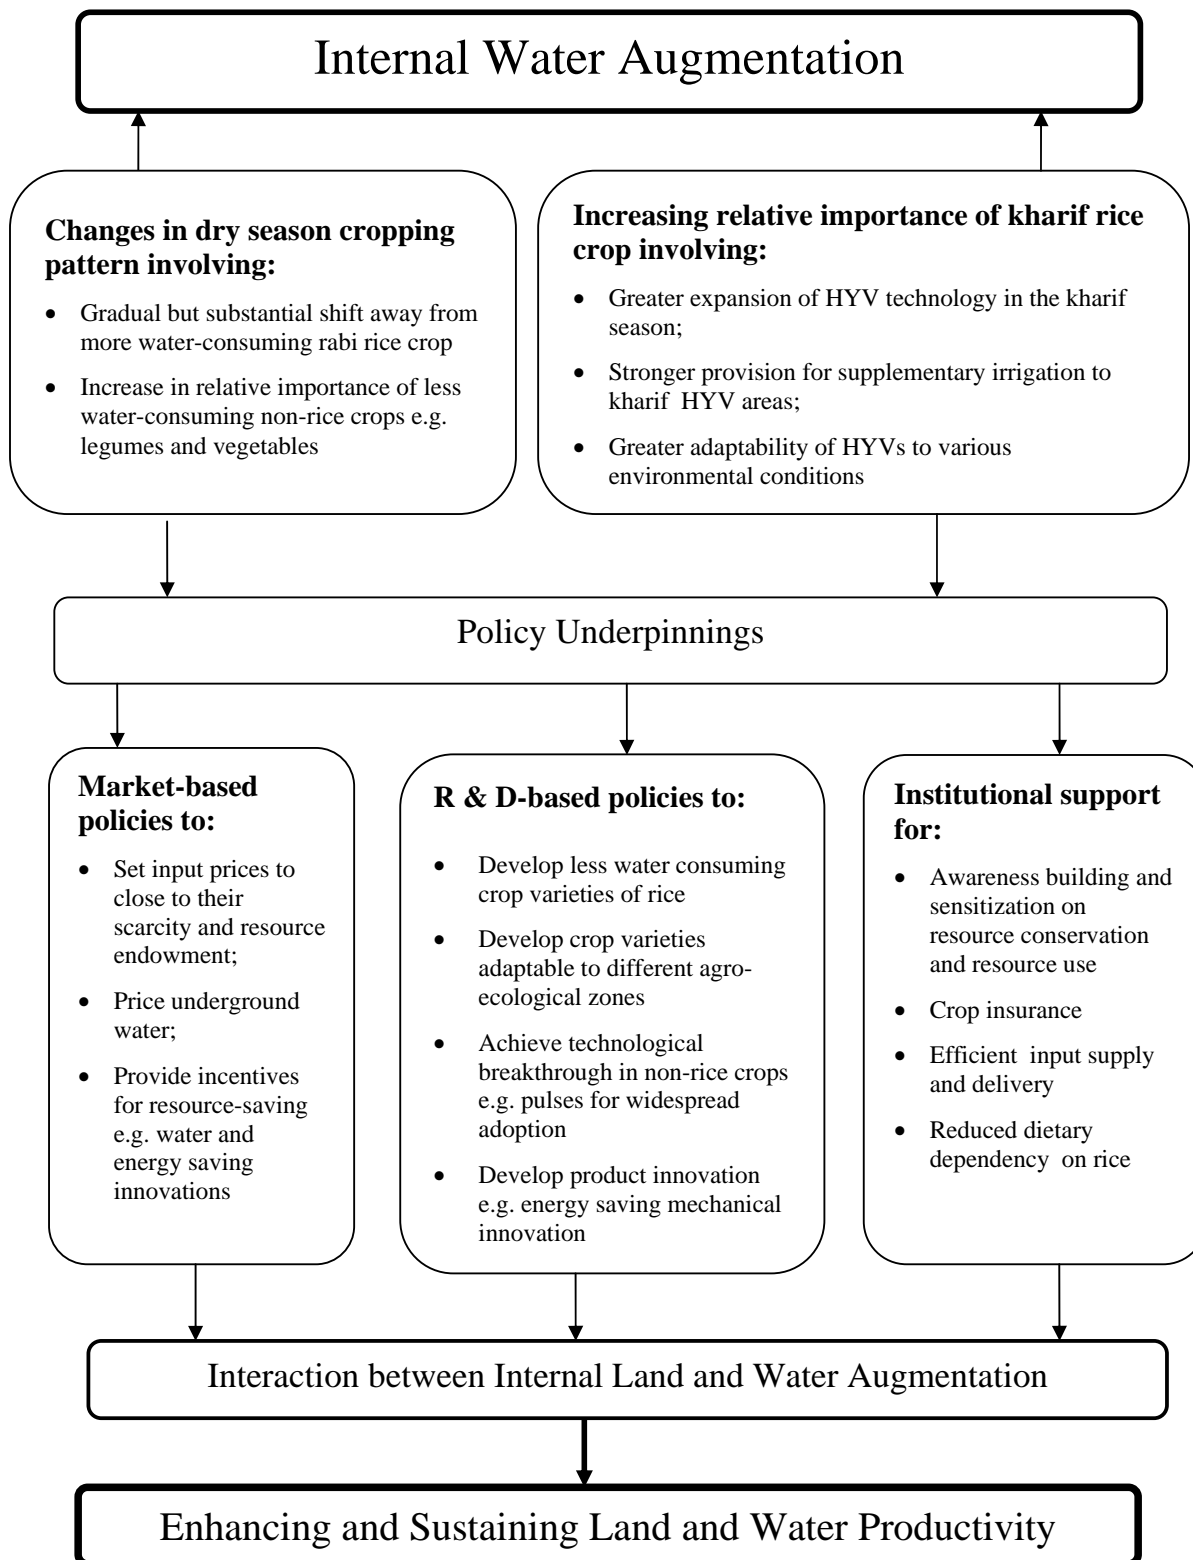 Internal Water Augmentation
Changes in dry season cropping
pattern involving:
• Gradual but substantial shift away from
more water-consuming rabi rice crop
• Increase in relative importance of less
water-consuming non-rice crops e.g.
legumes and vegetables
Increasing relative importance of kharif rice
crop involving:
• Greater expansion of HYV technology in the kharif
season;
• Stronger provision for supplementary irrigation to
kharif HYV areas;
• Greater adaptability of HYVs to various
environmental conditions
Policy Underpinnings
Market-based
policies to:
• Set input prices to
close to their
scarcity and resource
endowment;
• Price underground
water;
• Provide incentives
for resource-saving
e.g. water and
energy saving
innovations
R & D-based policies to:
• Develop less water consuming
crop varieties of rice
• Develop crop varieties
adaptable to different agro-
ecological zones
• Achieve technological
breakthrough in non-rice crops
e.g. pulses for widespread
adoption
• Develop product innovation
e.g. energy saving mechanical
innovation
Institutional support
for:
• Awareness building and
sensitization on
resource conservation
and resource use
• Crop insurance
• Efficient input supply
and delivery
• Reduced dietary
dependency on rice
Interaction between Internal Land and Water Augmentation
Enhancing and Sustaining Land and Water Productivity